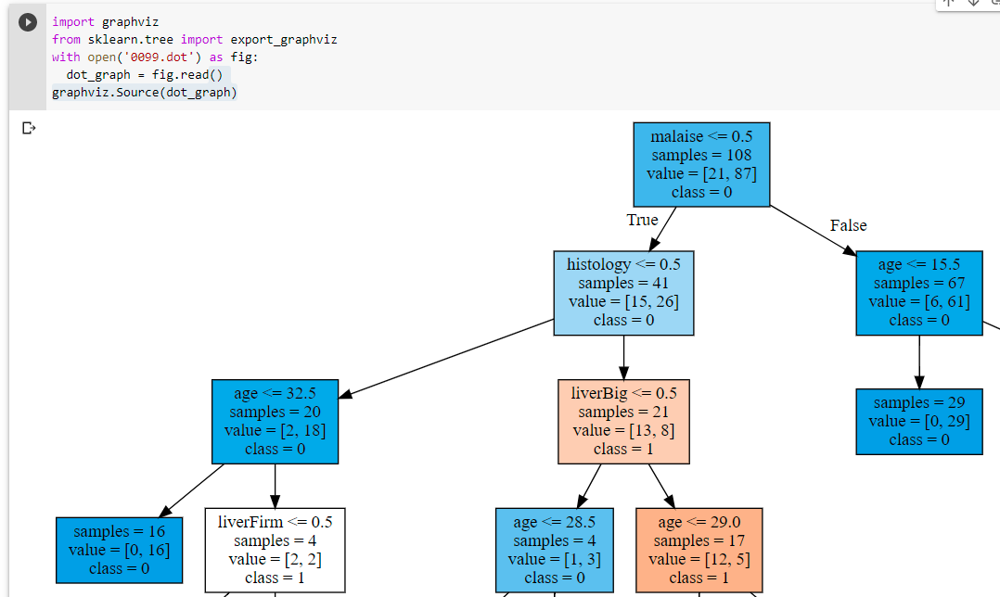 import graphviz
from sklearn.tree import export_graphviz
with open('0099.dot') as fig:
  dot_graph = fig.read()
graphviz.Source(dot_graph)
malaise <= 0.5
samples = 108
value = [21, 87]
class = 0
True
False
histology <= 0.5
samples = 41
value = [15, 26]
class = 0
age <= 15.5
samples = 67
value = [6, 61]
class = 0
age <= 32.5
samples = 20
value = [2, 18]
class = 0
liverBig <= 0.5
samples = 21
value = [13, 8]
class = 1
samples = 29
value = [0, 29]
class = 0
samples = 16
value = [0, 16]
class = 0
liverFirm <= 0.5
samples = 4
value = [2, 2]
class = 1
age <= 28.5
samples = 4
value = [1, 3]
class = 0
age <= 29.0
samples = 17
value = [12, 5]
class = 1